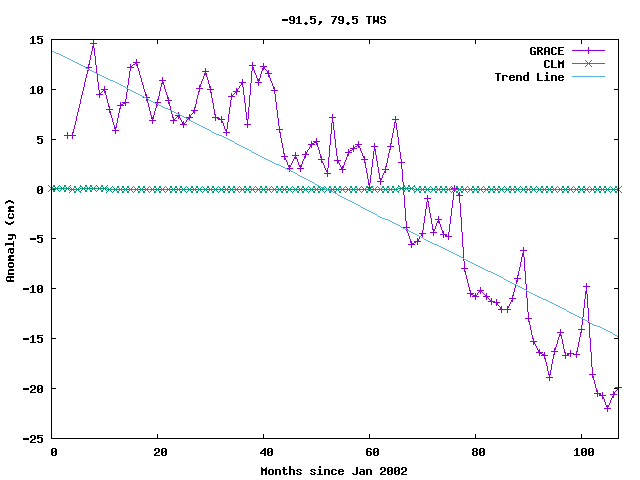 -91.5, 79.5 TWS
GRACE
CLM
Trend Line
15
10
5
0
-5
-10
-15
-20
-25
Anomaly (cm)
0 20 40 60 80 100
Months since Jan 2002